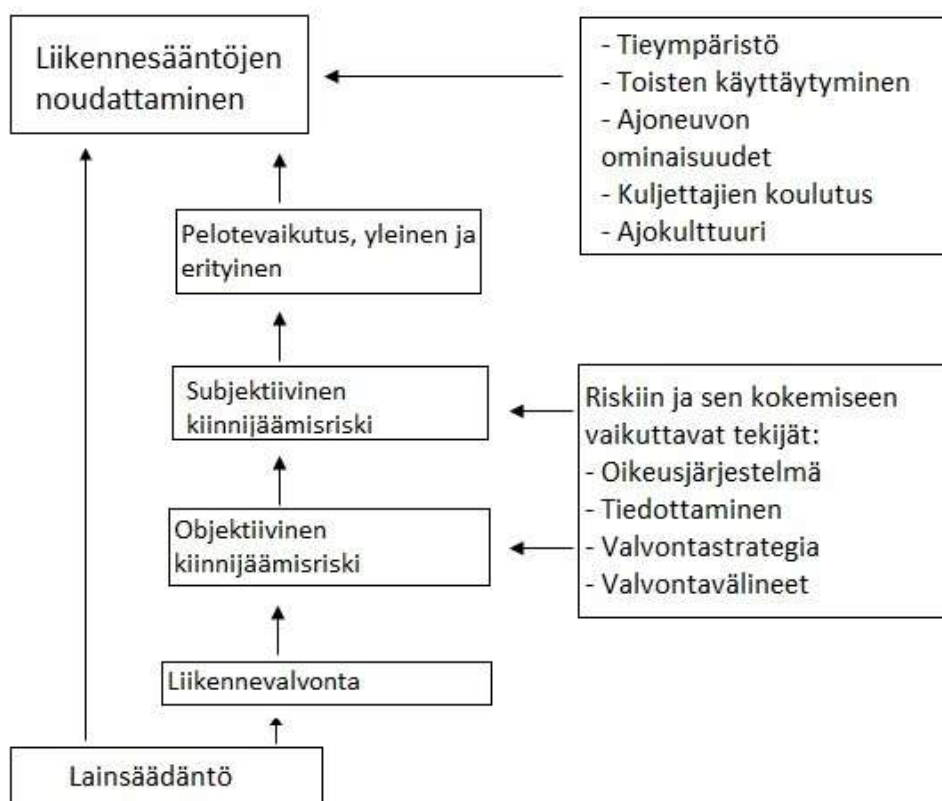 Liikennesääntöjen
noudattaminen
- Tieympäristö
- Toisten käyttäytyminen
- Ajoneuvon
ominaisuudet
- Kuljettajien koulutus
- Ajokulttuuri
Pelotevaikutus, yleinen ja
erityinen
Subjektiivinen
kiinnijäämisriski
Riskiin ja sen kokemiseen
vaikuttavat tekijät:
- Oikeusjärjestelmä
- Tiedottaminen
- Valvontastrategia
- Valvontavälineet
Objektiivinen
kiinnijäämisriski
Liikennevalvonta
Lainsäädäntö